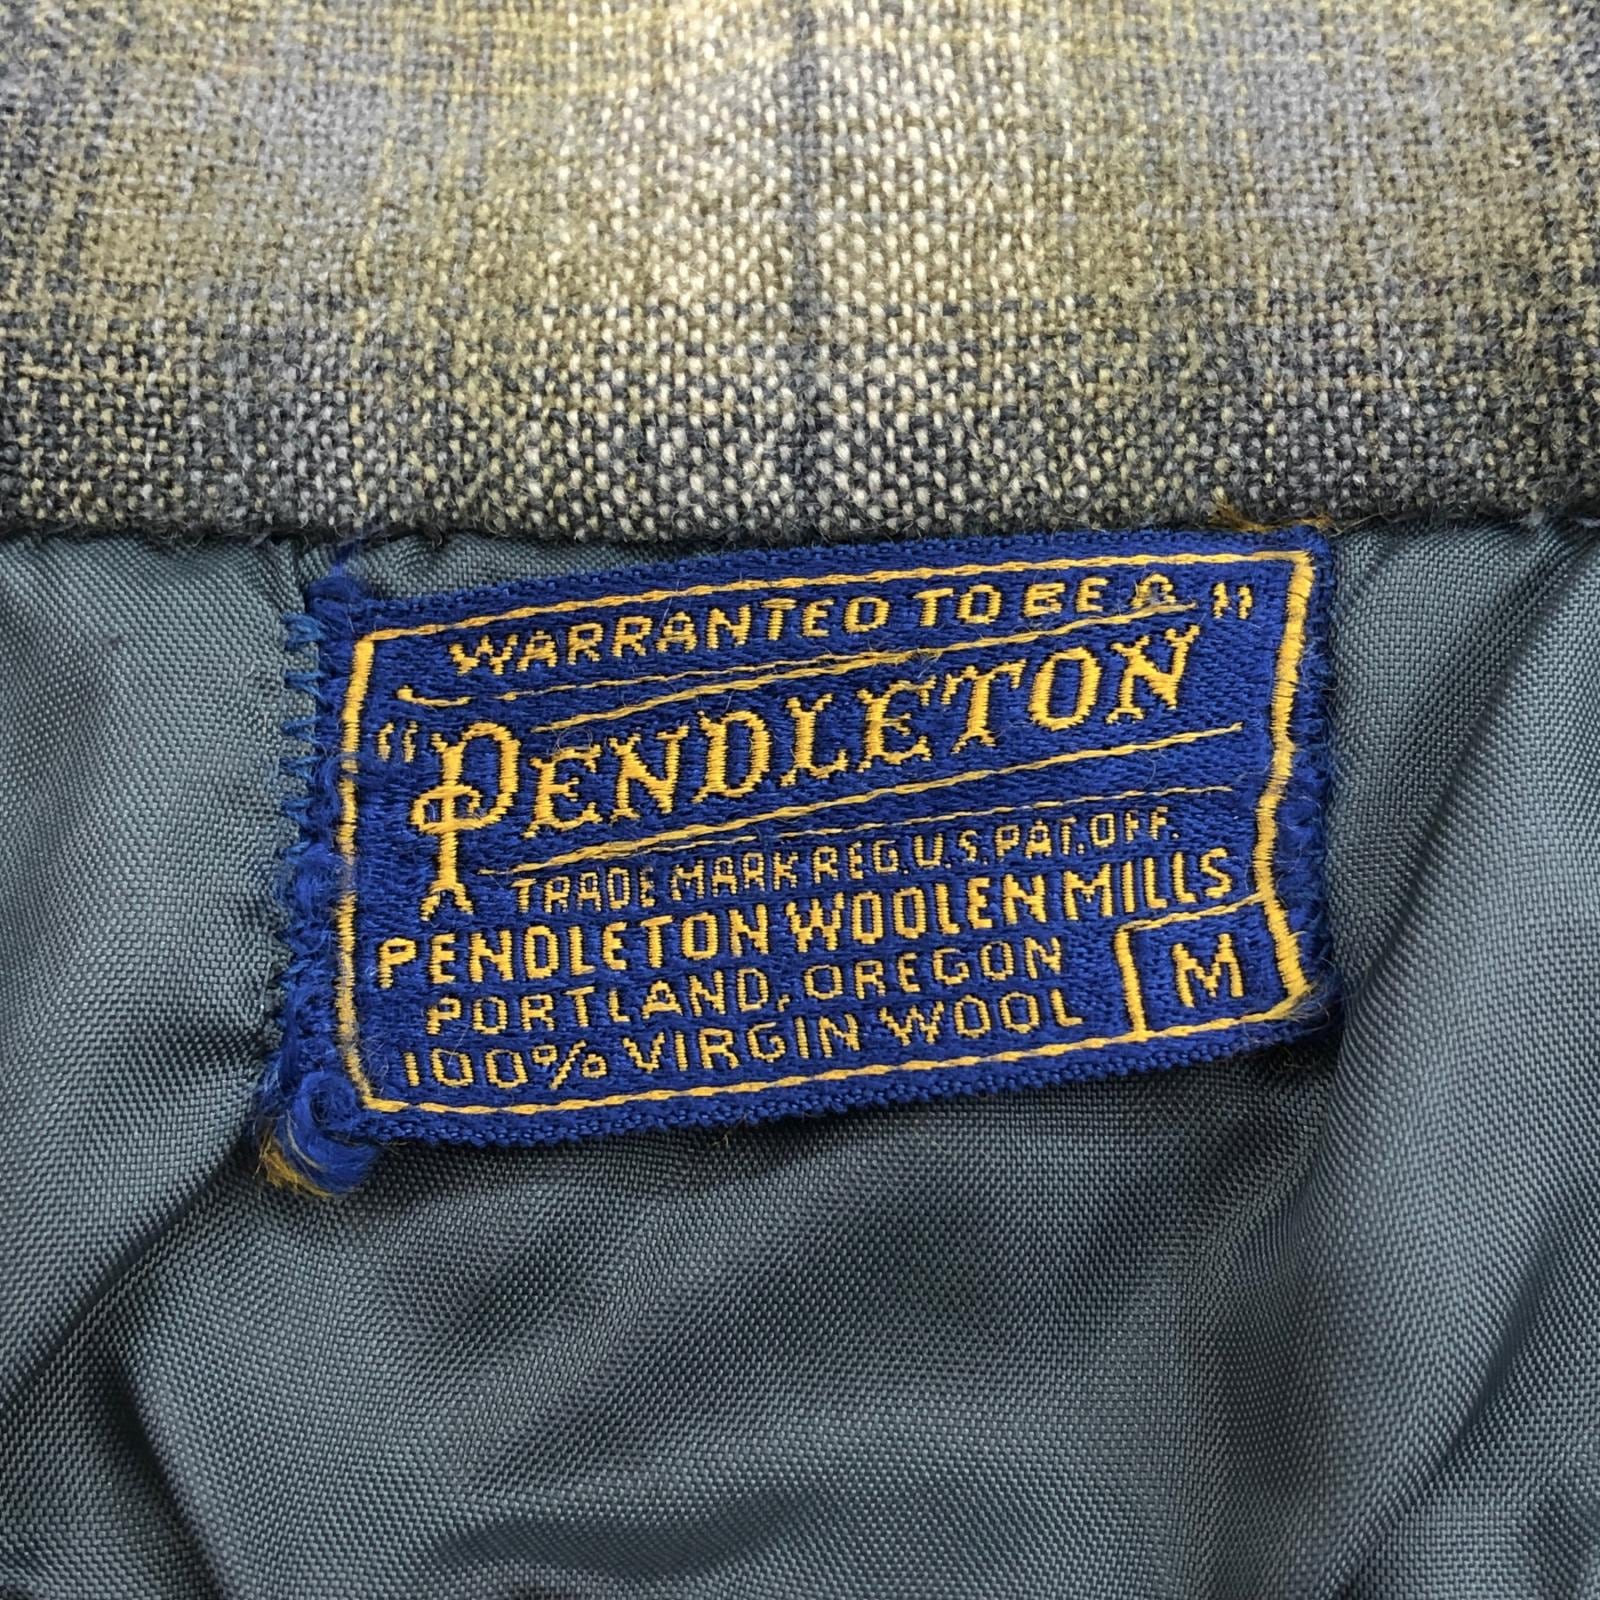 WARRANTED TO BE A
"PENDLETON"
TRADE MARK REG. U.S. PAT. OFF.
PENDLETON WOOLEN MILLS
PORTLAND, OREGON
100% VIRGIN WOOL
M